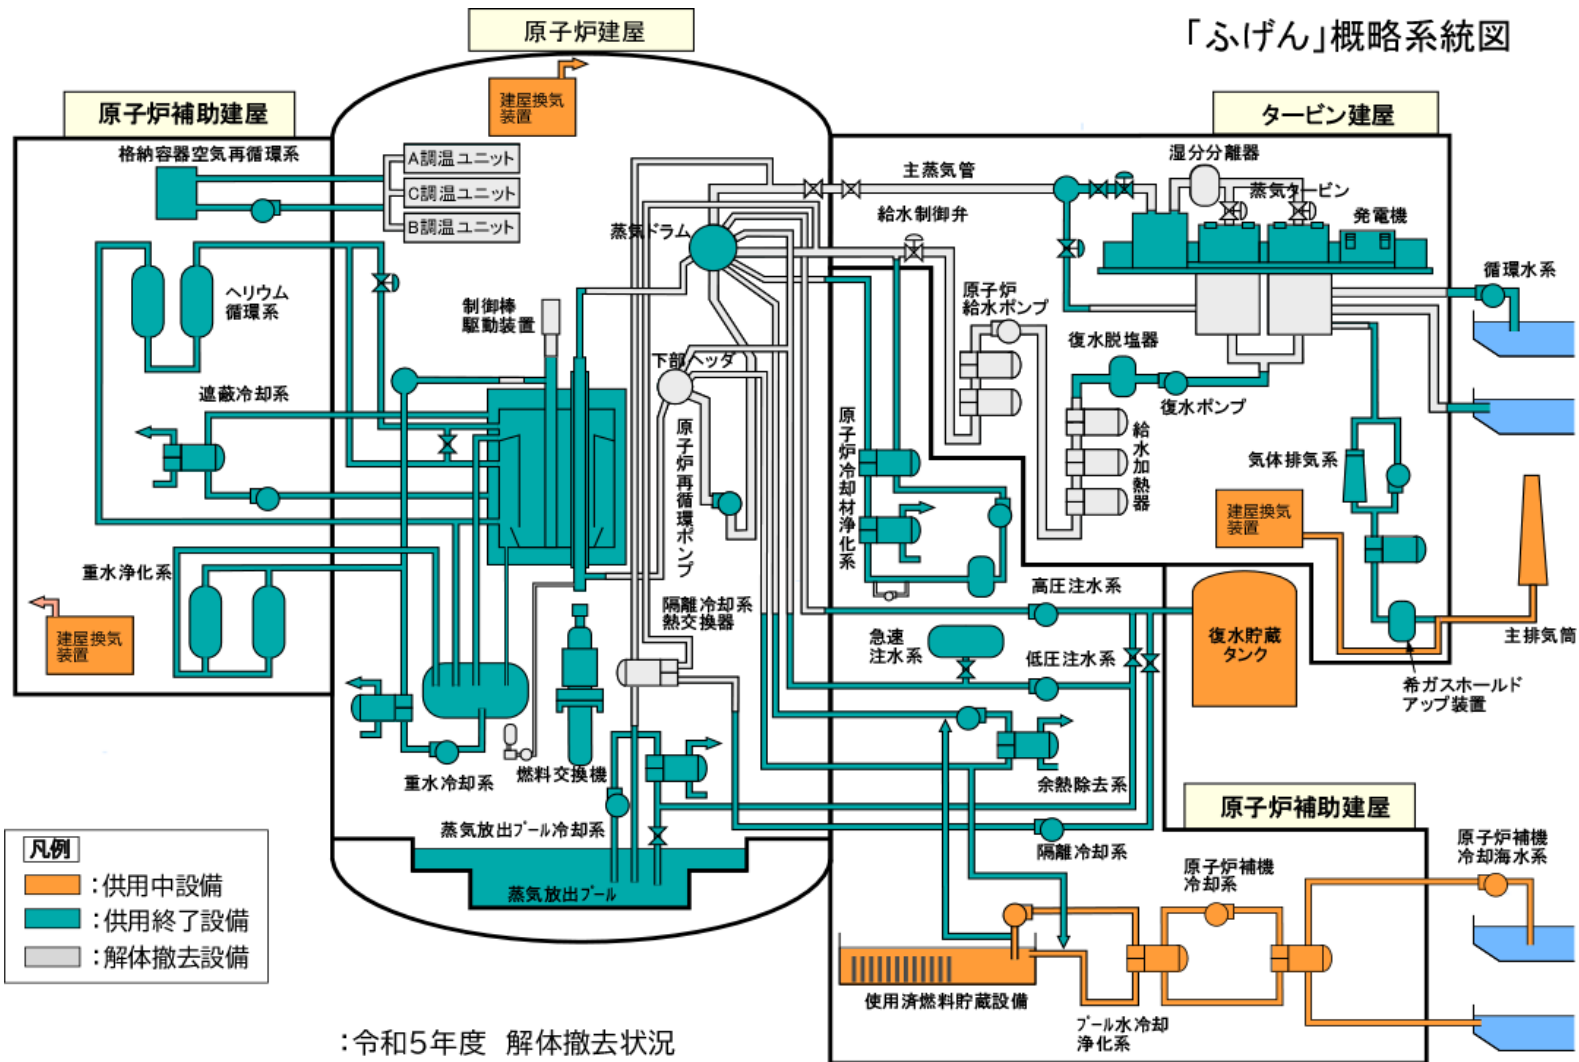 「ふげん」概略系統図
原子炉建屋
建屋換気
装置
原子炉補助建屋
格納容器空気再循環系
A調温ユニット
C調温ユニット
B調温ユニット
ヘリウム
循環系
制御棒
駆動装置
蒸気ドラム
下部ヘッダ
遮蔽冷却系
原子炉再循環ポンプ
重水浄化系
建屋換気
装置
隔離冷却系
熱交換器
重水冷却系
燃料交換機
蒸気放出プール冷却系
蒸気放出プール
タービン建屋
主蒸気管
湿分分離器
蒸気タービン
発電機
給水制御弁
循環水系
原子炉
給水ポンプ
復水脱塩器
復水ポンプ
給水加熱器
原子炉冷却材浄化系
気体排気系
建屋換気
装置
主排気筒
希ガスホールド
アップ装置
高圧注水系
復水貯蔵
タンク
急速
注水系
低圧注水系
余熱除去系
隔離冷却系
原子炉補助建屋
原子炉補機
冷却系
原子炉補機
冷却海水系
使用済燃料貯蔵設備
プール水冷却
浄化系
凡例
:供用中設備
:供用終了設備
:解体撤去設備
:令和5年度 解体撤去状況